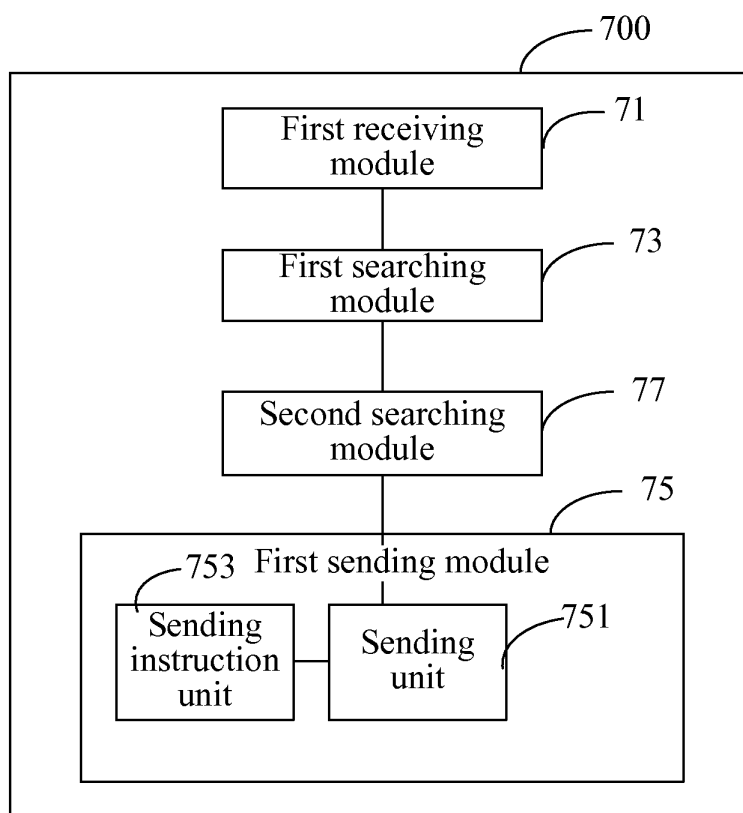 700
First receiving
module
71
First searching
module
73
Second searching
module
77
75
First sending module
753
Sending
instruction
unit
Sending
unit
751